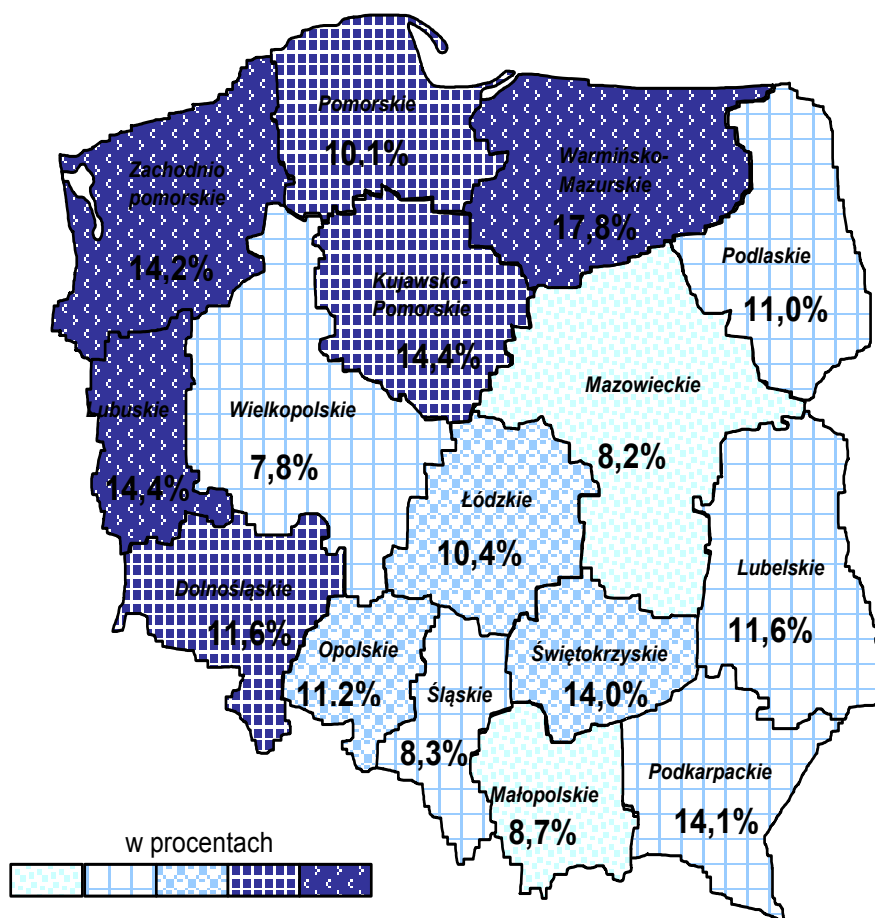 Pomorskie
10.1%
Zachodnio
pomorskie
14,2%
Warmińsko-
Mazurskie
17,8%
Podlaskie
11,0%
Kujawsko-
Pomorskie
14,4%
Mazowieckie
8,2%
Lubuskie
14,4%
Wielkopolskie
7,8%
Łódzkie
10,4%
Lubelskie
11,6%
Dolnośląskie
11,6%
Opolskie
11.2%
Śląskie
8,3%
Świętokrzyskie
14,0%
Małopolskie
8,7%
Podkarpackie
14,1%
w procentach